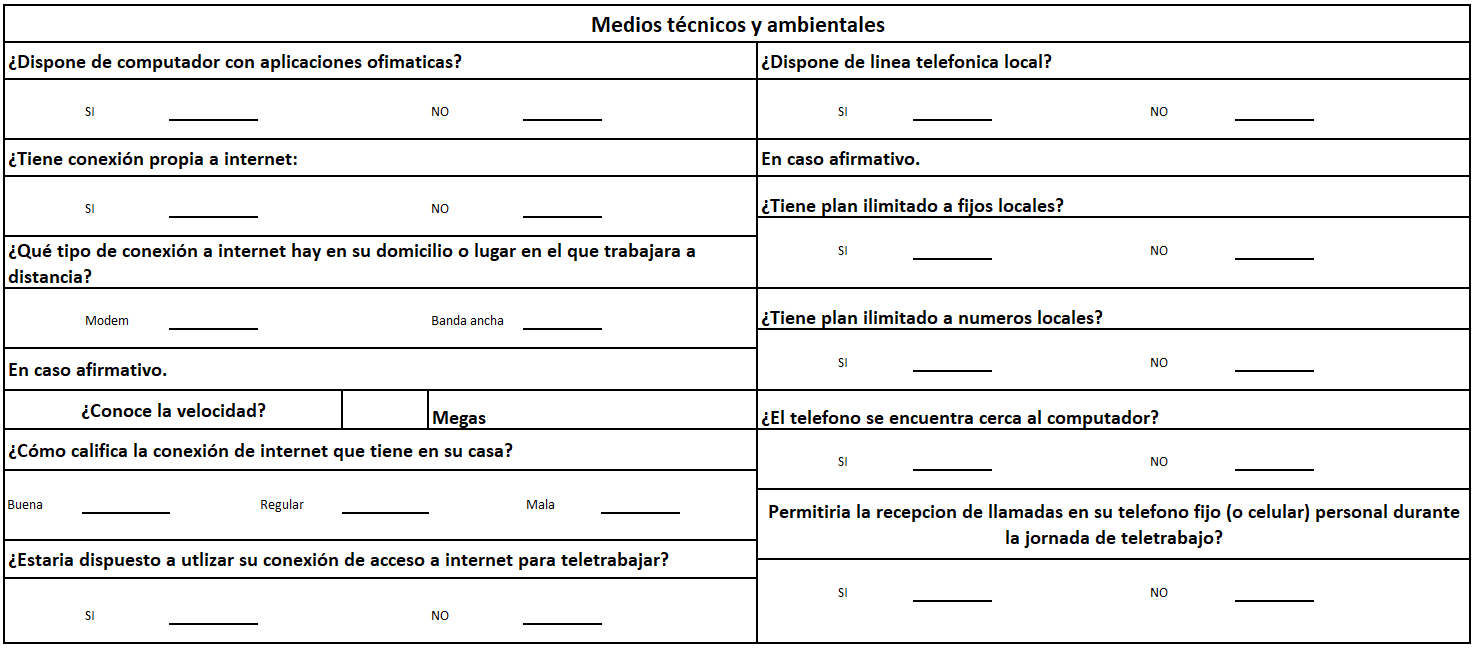 Medios técnicos y ambientales
¿Dispone de computador con aplicaciones ofimaticas?
SI NO
¿Tiene conexión propia a internet:
SI NO
¿Qué tipo de conexión a internet hay en su domicilio o lugar en el que trabajara a
distancia?
Modem Banda ancha
En caso afirmativo.
¿Conoce la velocidad? Megas
¿Cómo califica la conexión de internet que tiene en su casa?
Buena Regular Mala
¿Estaria dispuesto a utlizar su conexión de acceso a internet para teletrabajar?
SI NO
¿Dispone de linea telefonica local?
SI NO
En caso afirmativo.
¿Tiene plan ilimitado a fijos locales?
SI NO
¿Tiene plan ilimitado a numeros locales?
SI NO
¿El telefono se encuentra cerca al computador?
SI NO
Permitiria la recepcion de llamadas en su telefono fijo (o celular) personal durante
la jornada de teletrabajo?
SI NO